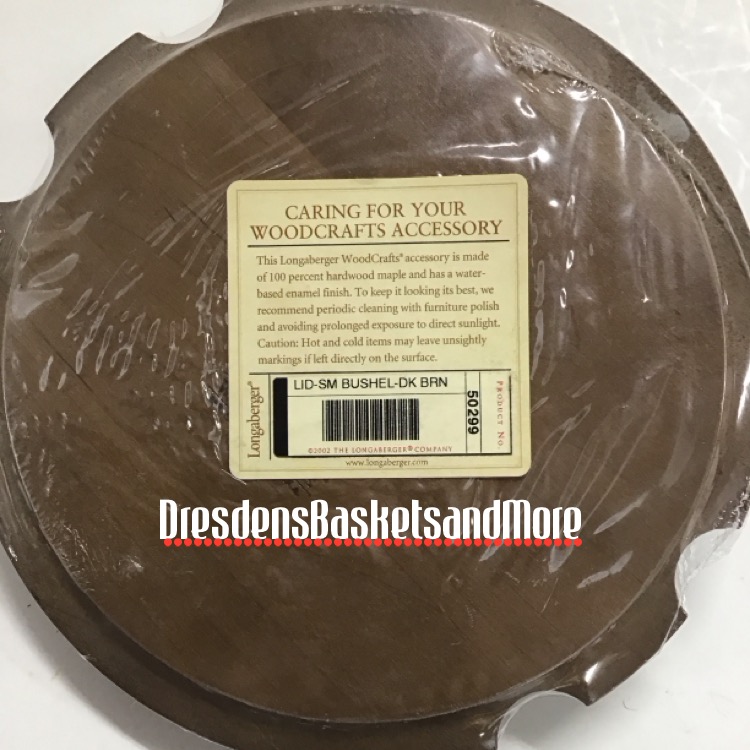 CARING FOR YOUR
WOODCRAFTS ACCESSORY
This Longaberger WoodCrafts® accessory is made
of 100 percent hardwood maple and has a water-
based enamel finish. To keep it looking its best, we
recommend periodic cleaning with furniture polish
and avoiding prolonged exposure to direct sunlight.
Caution: Hot and cold items may leave unsightly
markings if left directly on the surface.
Longaberger®
LID-SM BUSHEL-DK BRN
50299
PRODUCT NO.
©2002 THE LONGABERGER® COMPANY
www.longaberger.com
DresdensBasketsandMore